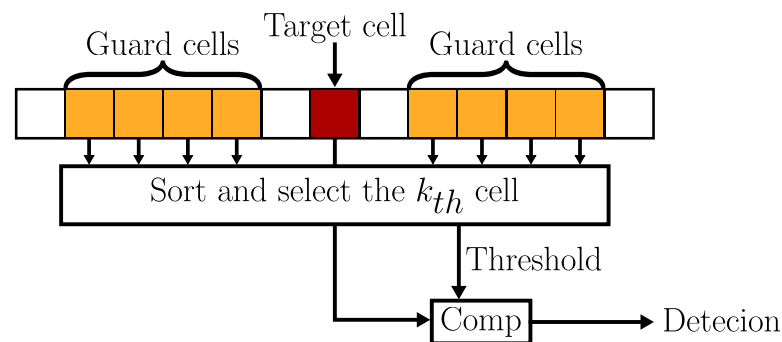 Target cell
Guard cells
Guard cells
Sort and select the k_th cell
Threshold
Comp
Detecion